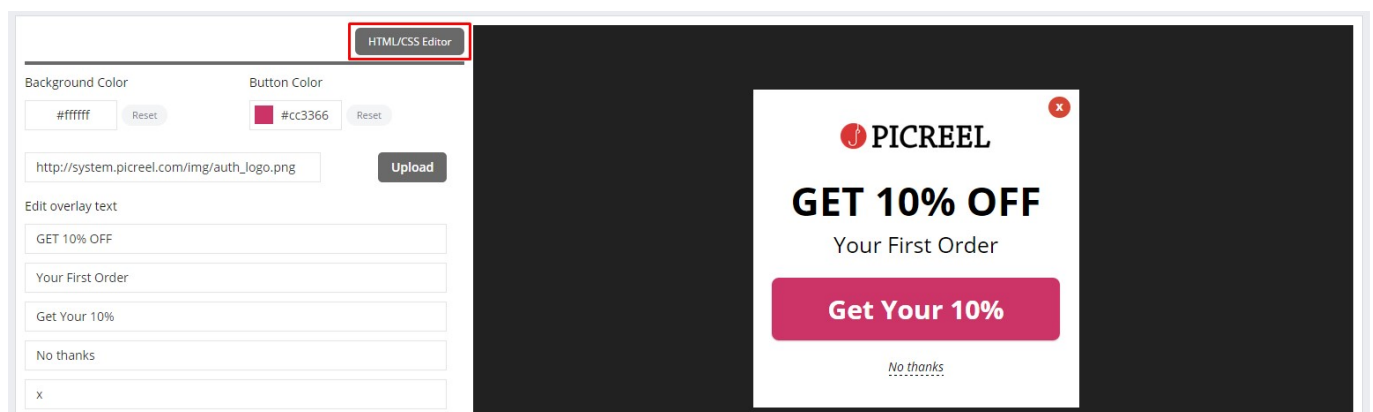 HTML/CSS Editor
Background Color
Button Color
#ffffff
Reset
#cc3366
Reset
http://system.picreel.com/img/auth_logo.png
Upload
Edit overlay text
GET 10% OFF
Your First Order
Get Your 10%
No thanks
x
x
PICREEL
GET 10% OFF
Your First Order
Get Your 10%
No thanks